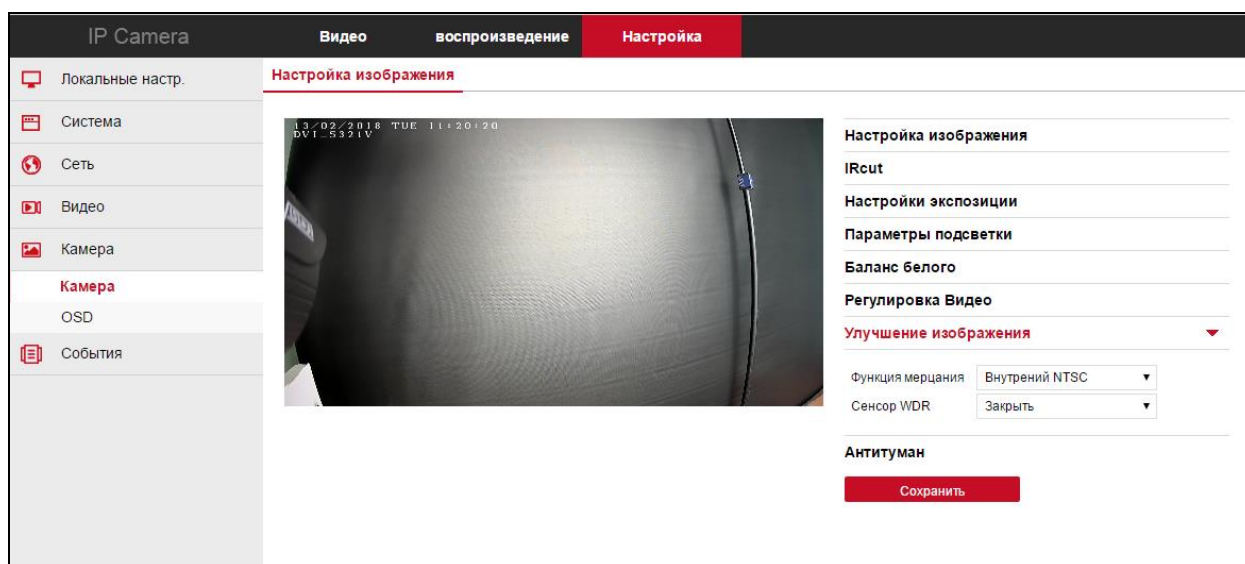 IP Camera
Видео
воспроизведение
Настройка
Локальные настр.
Система
Сеть
Видео
Камера
Камера
OSD
События
Настройка изображения
13/02/2018 TUE 11:20:20
DVI_S321V
Настройка изображения
IRcut
Настройки экспозиции
Параметры подсветки
Баланс белого
Регулировка Видео
Улучшение изображения
Функция мерцания Внутрений NTSC
Сенсор WDR Закрыть
Антитуман
Сохранить